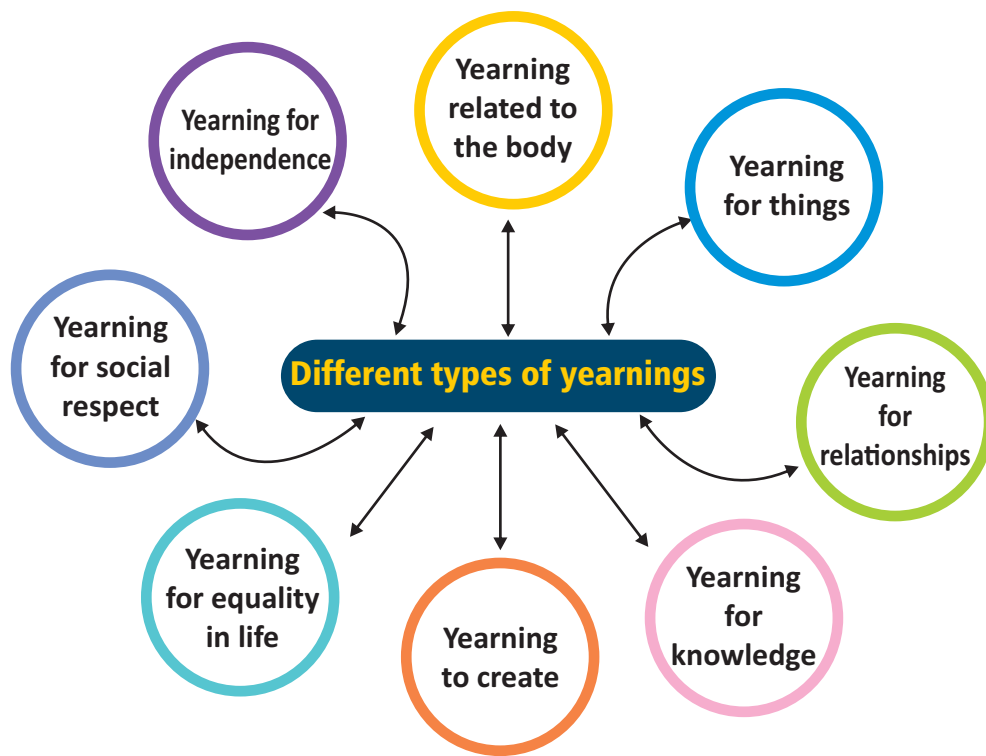 Yearning
related to
the body
Yearning for
independence
Yearning
for things
Yearning
for social
respect
Different types of yearnings
Yearning
for
relationships
Yearning
for equality
in life
Yearning
to create
Yearning
for
knowledge